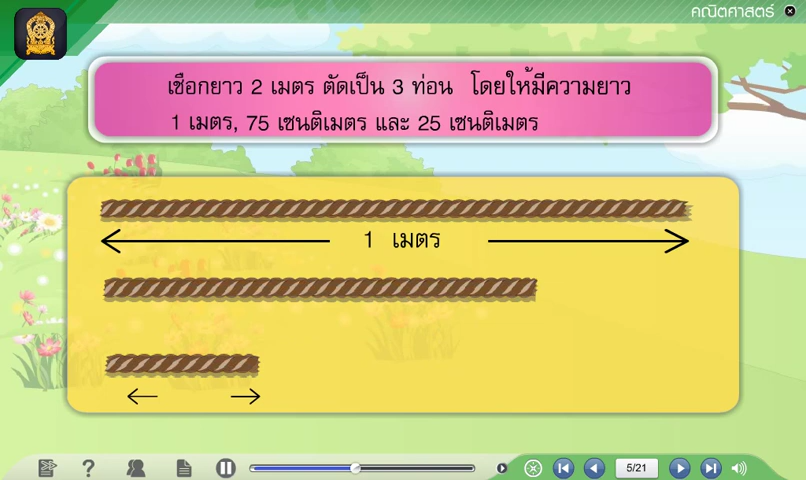 คณิตศาสตร์
เชือกยาว 2 เมตร ตัดเป็น 3 ท่อน โดยให้มีความยาว
1 เมตร, 75 เซนติเมตร และ 25 เซนติเมตร
1 เมตร
5/21